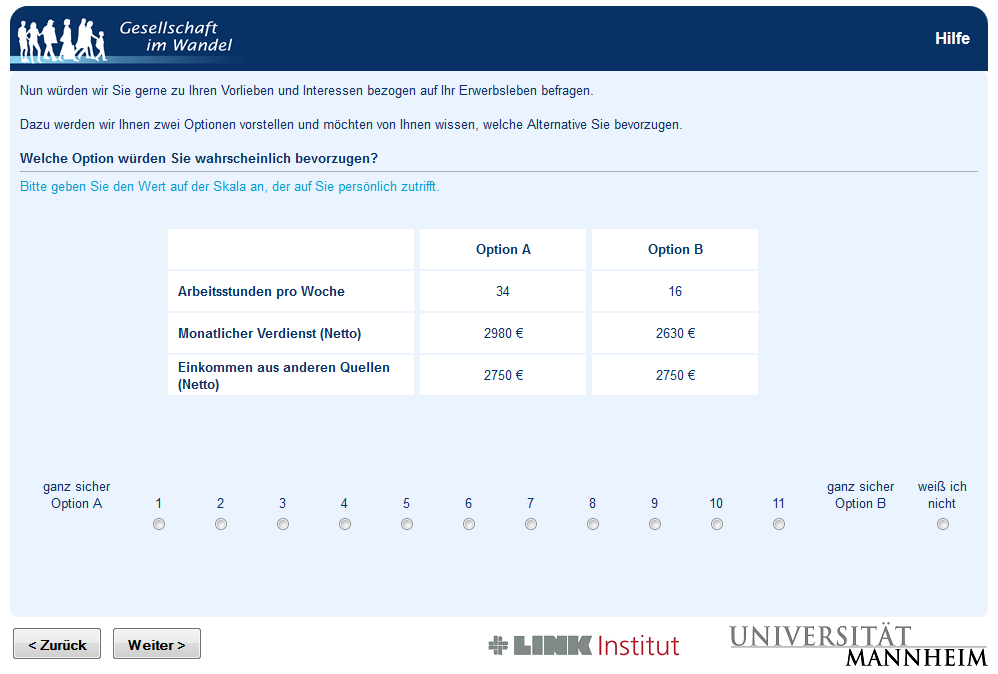 Gesellschaft
im Wandel
Hilfe
Nun würden wir Sie gerne zu Ihren Vorlieben und Interessen bezogen auf Ihr Erwerbsleben befragen.
Dazu werden wir Ihnen zwei Optionen vorstellen und möchten von Ihnen wissen, welche Alternative Sie bevorzugen.
Welche Option würden Sie wahrscheinlich bevorzugen?
Bitte geben Sie den Wert auf der Skala an, der auf Sie persönlich zutrifft.
Option A Option B
Arbeitsstunden pro Woche 34 16
Monatlicher Verdienst (Netto) 2980 € 2630 €
Einkommen aus anderen Quellen
(Netto) 2750 € 2750 €
ganz sicher ganz sicher weiß ich
Option A 1 2 3 4 5 6 7 8 9 10 11 Option B nicht
< Zurück Weiter >
LINK Institut
UNIVERSITÄT
MANNHEIM